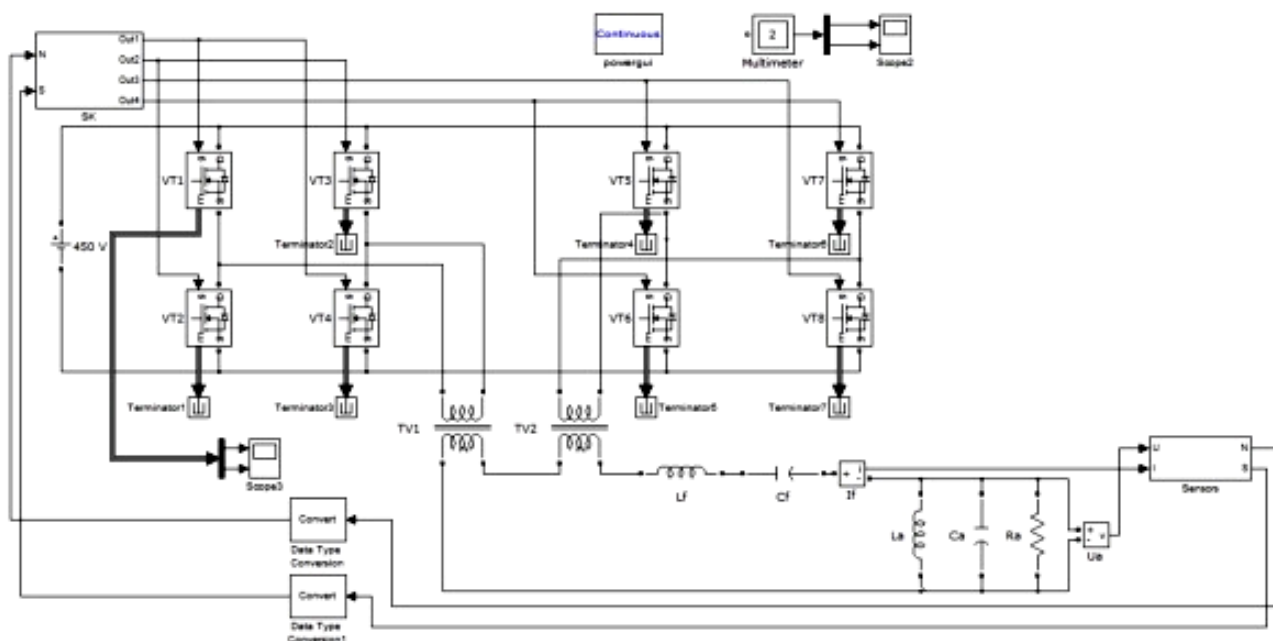 Out1
N
Out2
Out3
S
Out4
SK
Continuous
powergui
2
Multimeter
Scope2
VT1
VT3
VT5
VT7
450 V
Terminator2
Terminator4
Terminator6
VT2
VT4
VT6
VT8
Terminator1
Terminator3
Terminator5
Terminator7
TV1
TV2
Scope3
Lf
Cf
If
U
N
I
S
Sensors
La
Ca
Ra
Ua
Convert
Data Type
Conversion
Convert
Data Type
Conversion1